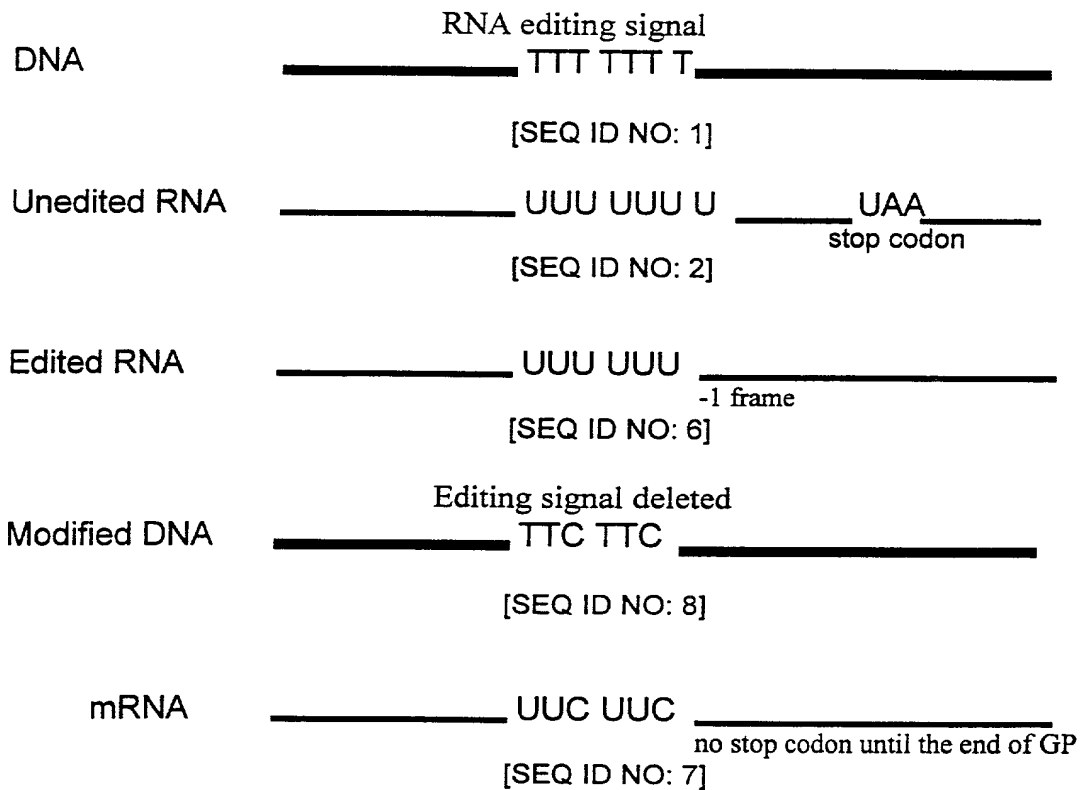 RNA editing signal
DNA TTT TTT T
[SEQ ID NO: 1]
Unedited RNA UUU UUU U UAA
stop codon
[SEQ ID NO: 2]
Edited RNA UUU UUU
-1 frame
[SEQ ID NO: 6]
Editing signal deleted
Modified DNA TTC TTC
[SEQ ID NO: 8]
mRNA UUC UUC
no stop codon until the end of GP
[SEQ ID NO: 7]